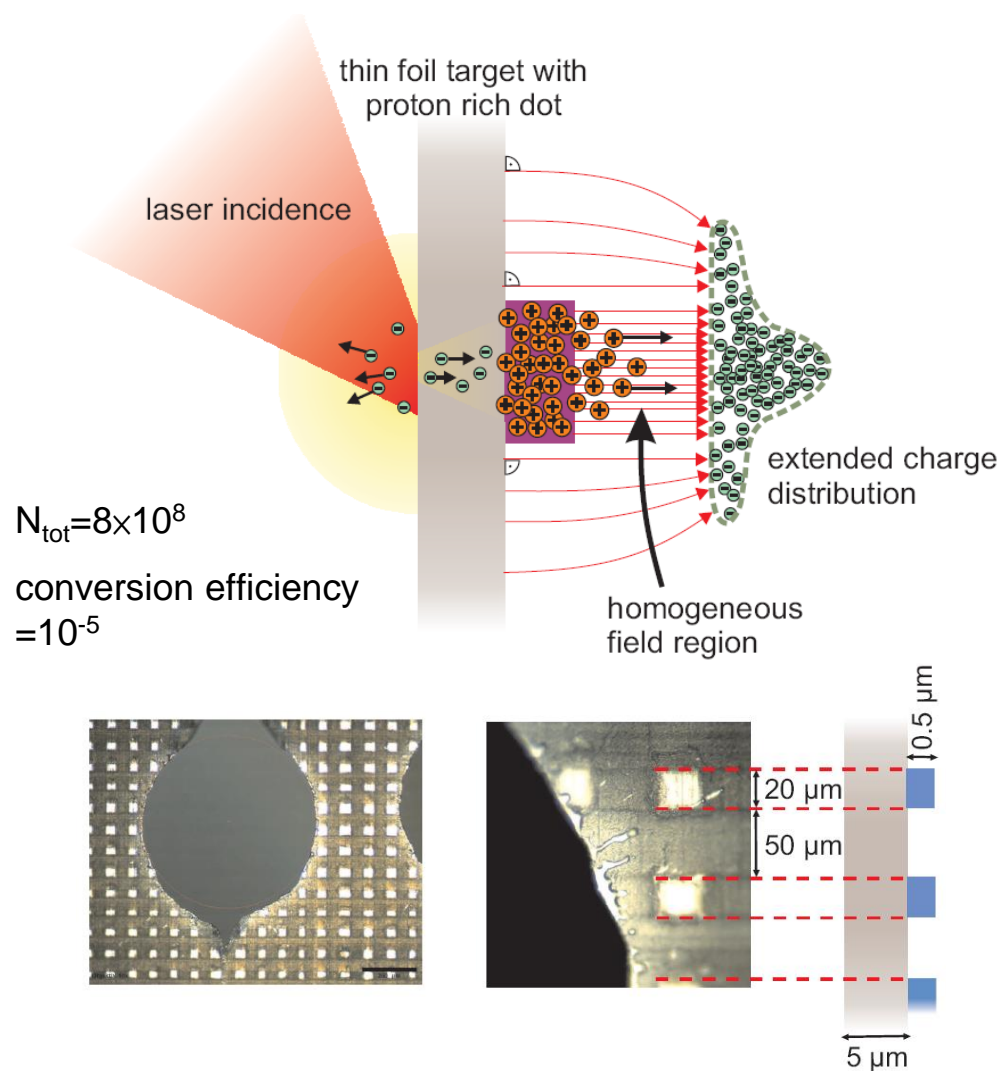 thin foil target with
proton rich dot
laser incidence
extended charge
distribution
N_tot=8×10^8
conversion efficiency
=10^-5
homogeneous
field region
0.5 µm
20 µm
50 µm
5 µm